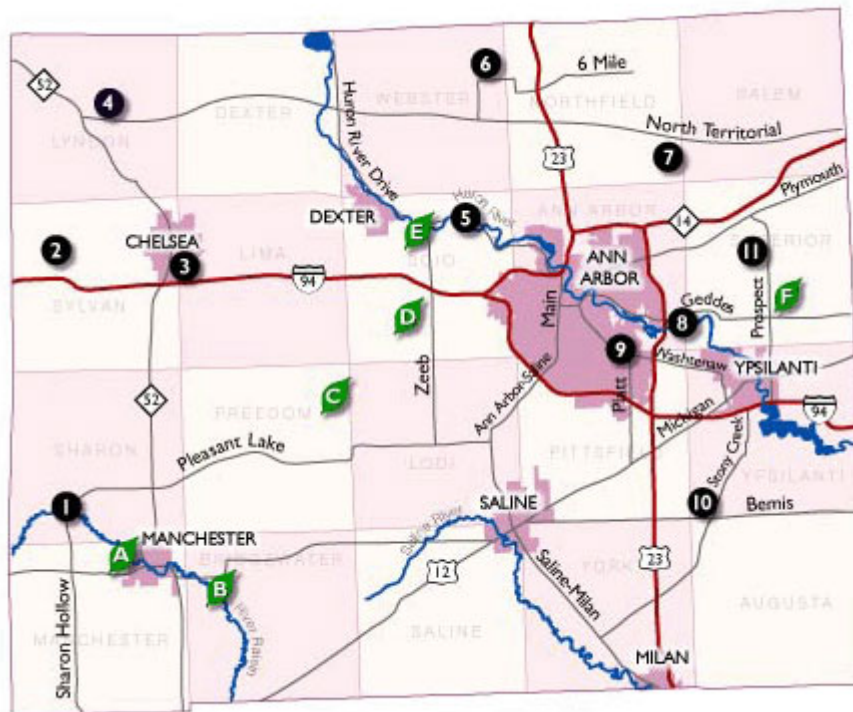 6
6 Mile
52
4
DEXTER
WEBSTER
NORTHFIELD
SALEM
LYNDON
Huron River Drive
North Territorial
23
7
Plymouth
DEXTER
E
5
Huron River
ANN ARBOR
14
2
CHELSEA
3
LIMA
SCIO
ANN
ARBOR
SUPERIOR
11
94
SYLVAN
D
Main
Geddes
F
8
Prospect
9
Washtenaw
YPSILANTI
Zeeb
Ann Arbor-Saline
Platt
Michigan
94
52
FREEDOM
C
SHARON
Pleasant Lake
LODI
PITTSFIELD
Stony Creek
YPSILANTI
1
SALINE
10
Bemis
A
MANCHESTER
BRIDGEWATER
Saline River
12
YORK
23
B
Sharon Hollow
River Raisin
Saline-Milan
AUGUSTA
MANCHESTER
SALINE
MILAN